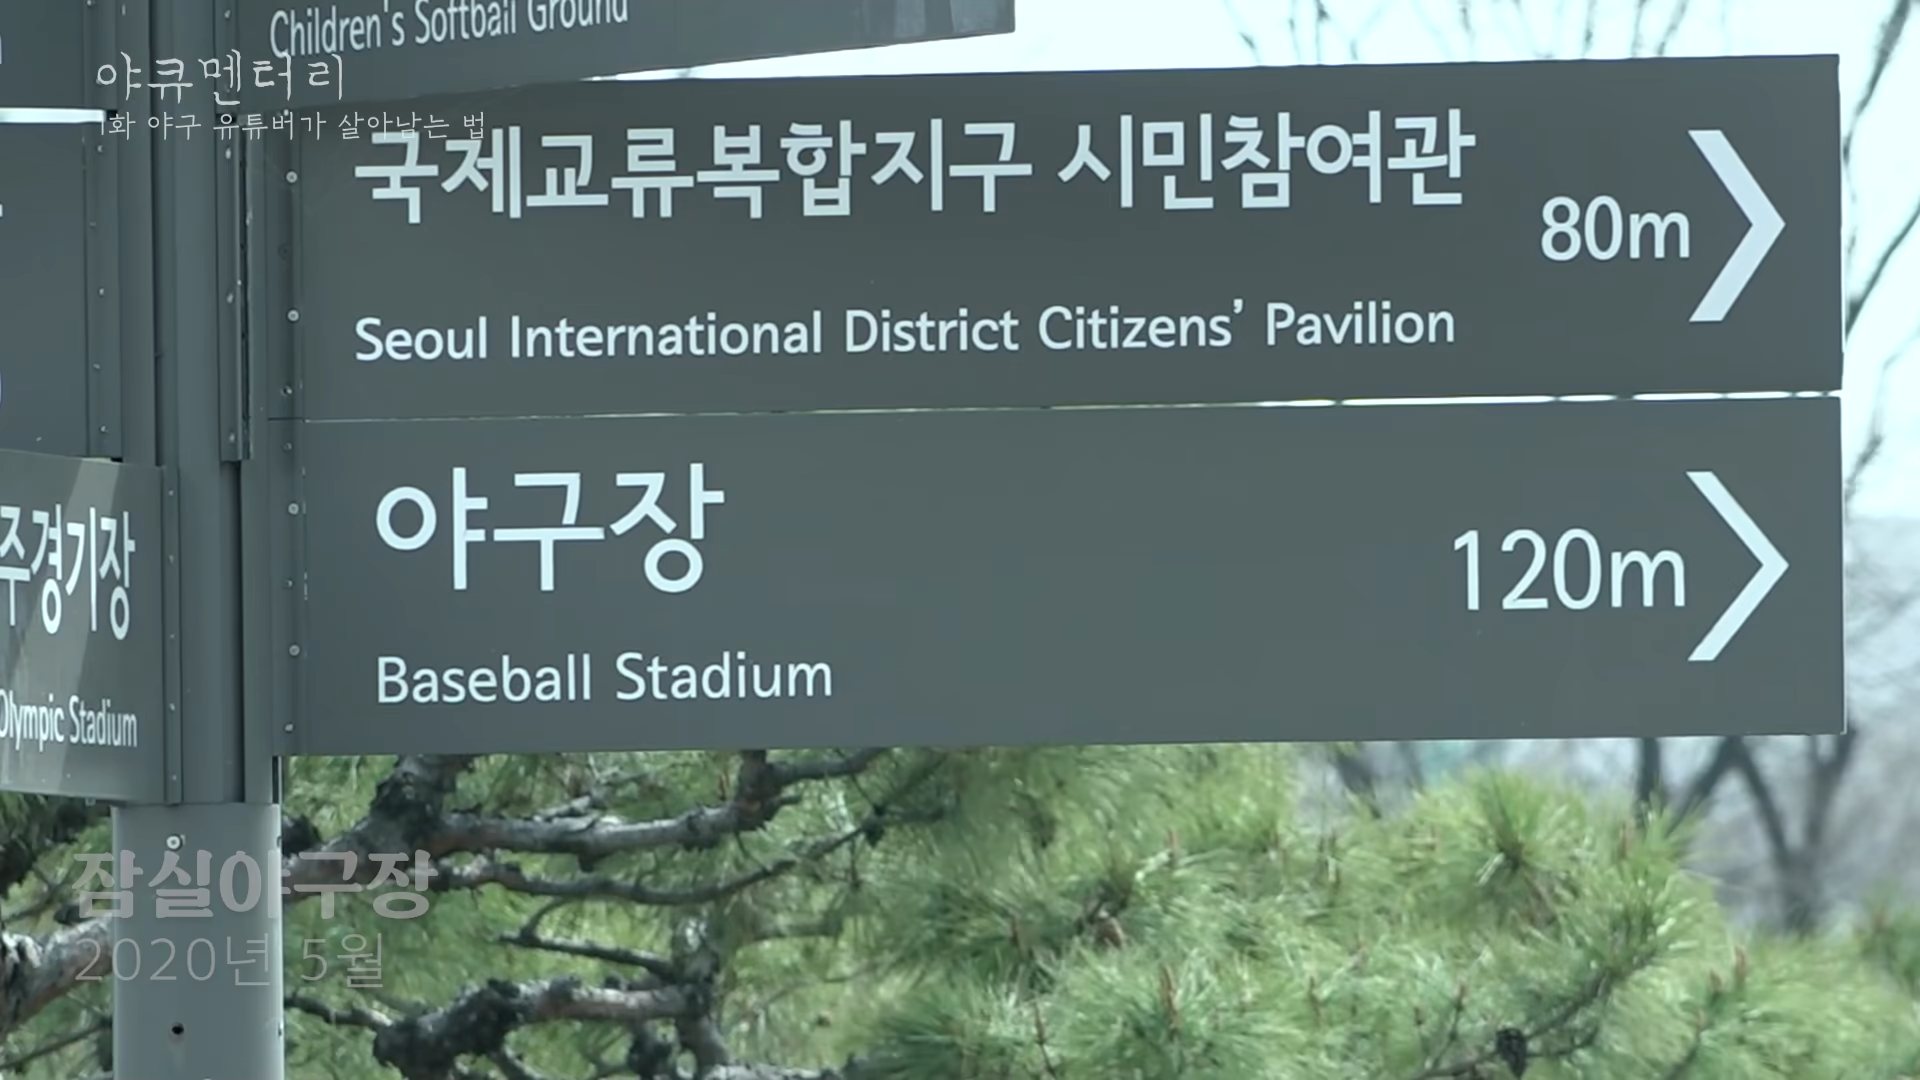 Children's Softball Ground
야큐멘터리
1화 야구 유튜버가 살아남는 법
국제교류복합지구 시민참여관
80m
Seoul International District Citizens' Pavilion
야구장
120m
Baseball Stadium
주경기장
Olympic Stadium
잠실야구장
2020년 5월